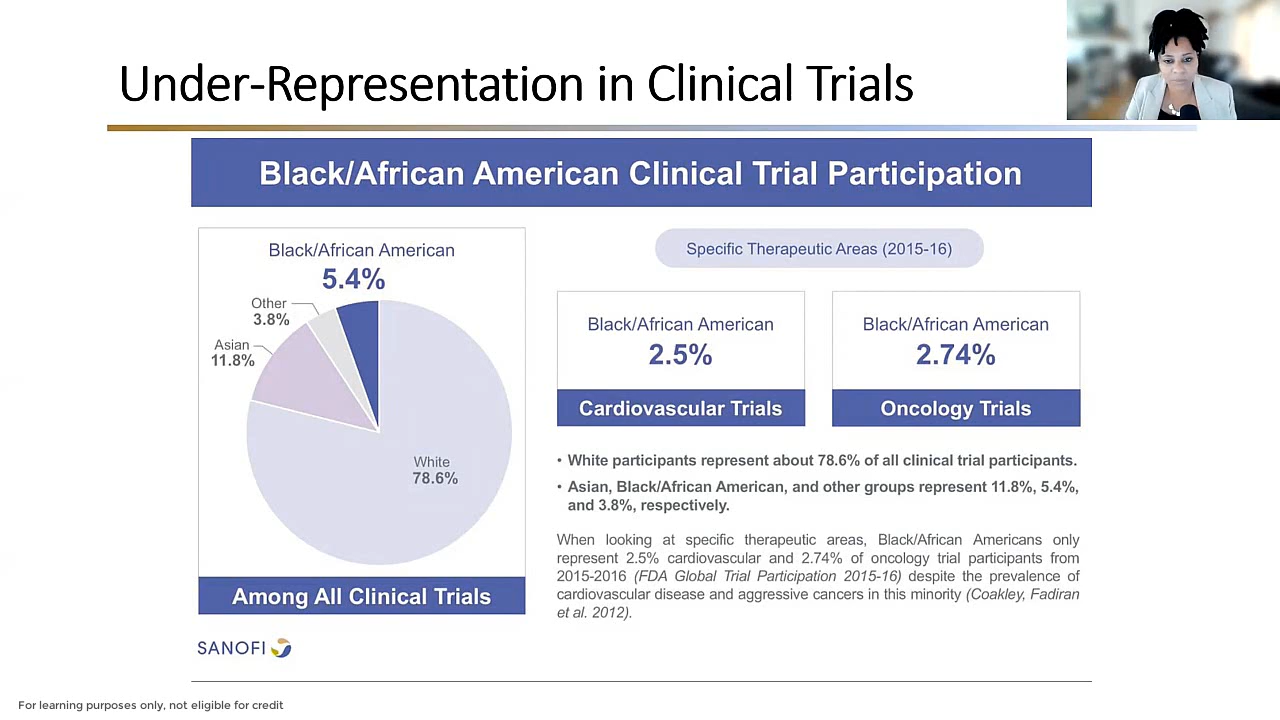 Under-Representation in Clinical Trials
Black/African American Clinical Trial Participation
Black/African American
5.4%
Other
3.8%
Asian
11.8%
White
78.6%
Among All Clinical Trials
Specific Therapeutic Areas (2015-16)
Black/African American
2.5%
Cardiovascular Trials
Black/African American
2.74%
Oncology Trials
• White participants represent about 78.6% of all clinical trial participants.
• Asian, Black/African American, and other groups represent 11.8%, 5.4%,
and 3.8%, respectively.
When looking at specific therapeutic areas, Black/African Americans only
represent 2.5% cardiovascular and 2.74% of oncology trial participants from
2015-2016 (FDA Global Trial Participation 2015-16) despite the prevalence of
cardiovascular disease and aggressive cancers in this minority (Coakley, Fadiran
et al. 2012).
SANOFI
For learning purposes only, not eligible for credit